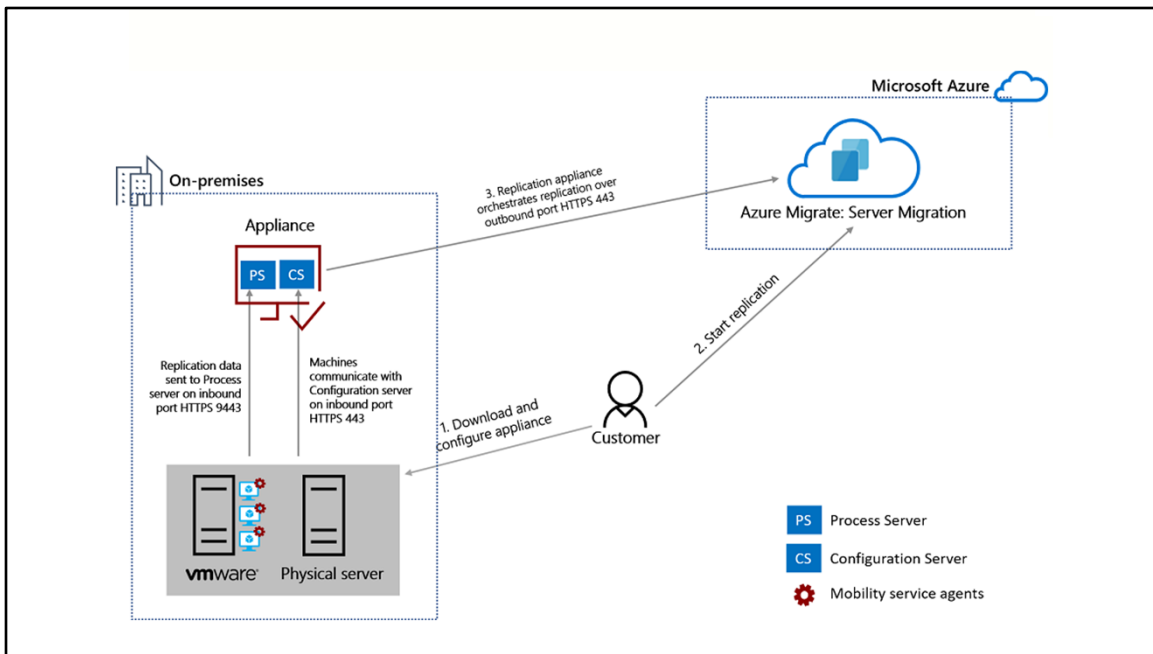 Microsoft Azure
On-premises
3. Replication appliance
orchestrates replication over
outbound port HTTPS 443
Azure Migrate: Server Migration
Appliance
PS
CS
2. Start replication
Replication data
sent to Process
server on inbound
port HTTPS 9443
Machines
communicate with
Configuration server
on inbound port
HTTPS 443
1. Download and
configure appliance
Customer
vmware®
Physical server
PS
Process Server
CS
Configuration Server
Mobility service agents